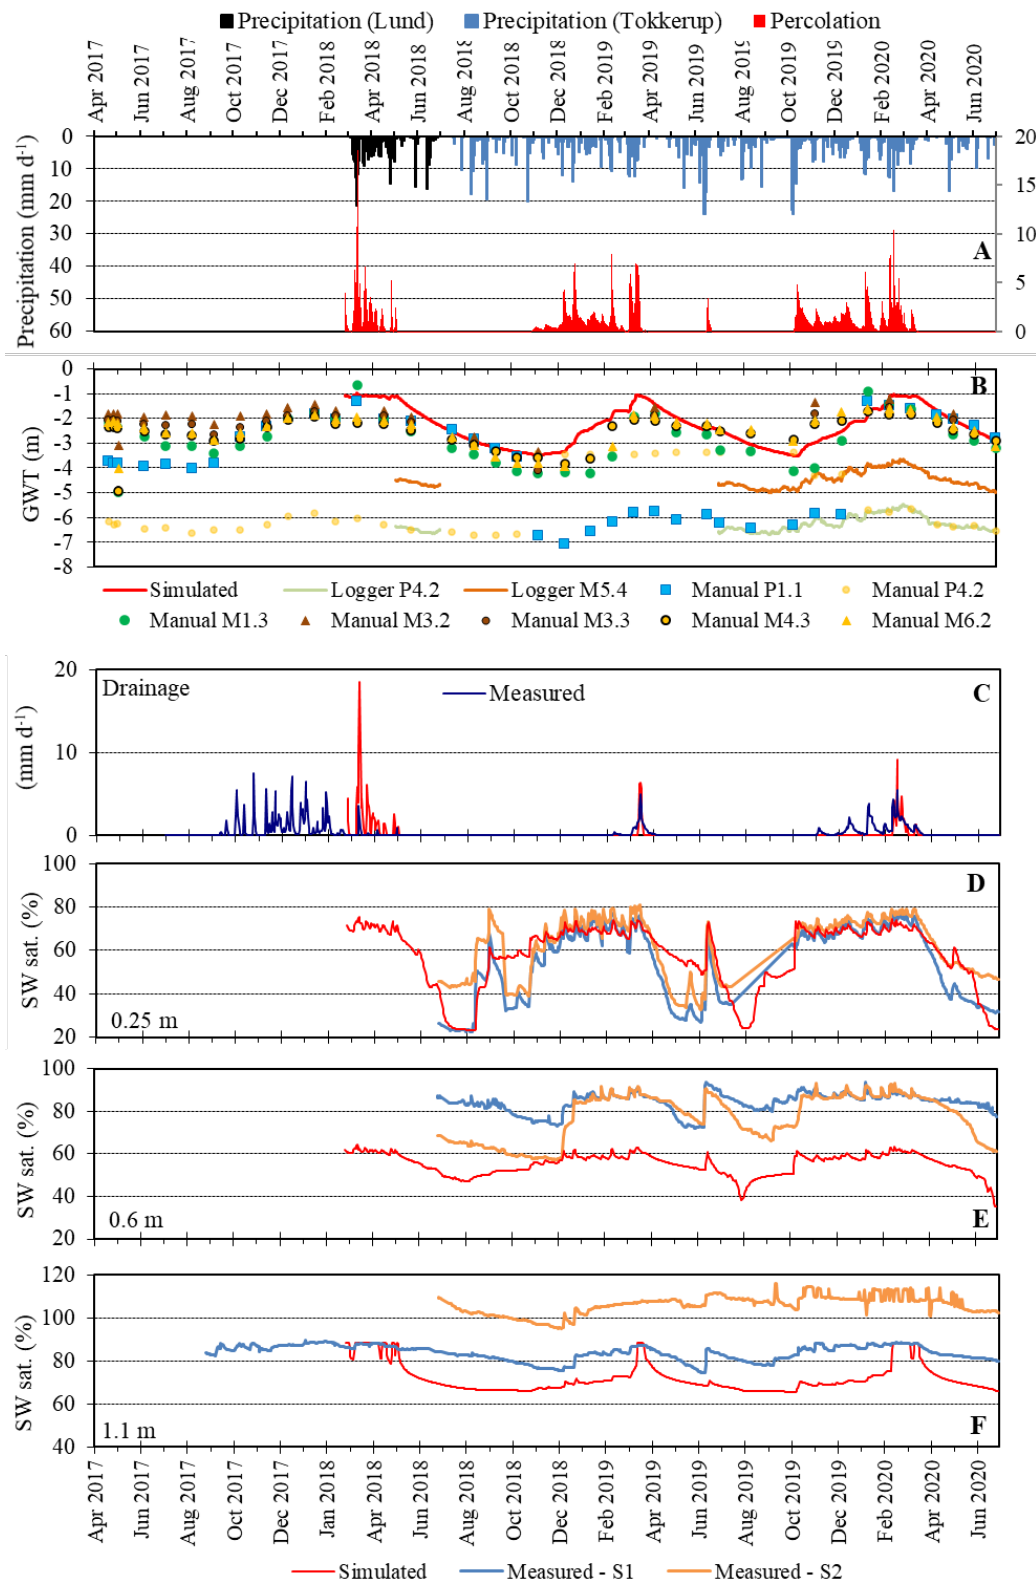 Precipitation (Lund) Precipitation (Tokkerup) Percolation
Apr 2017 Jun 2017 Aug 2017 Oct 2017 Dec 2017 Feb 2018 Apr 2018 Jun 2018 Aug 2018 Oct 2018 Dec 2018 Feb 2019 Apr 2019 Jun 2019 Aug 2019 Oct 2019 Dec 2019 Feb 2020 Apr 2020 Jun 2020
Precipitation (mm d-1)
0
10
20
30
40
50
60
20
15
10
5
0
A
GWT (m)
0
-1
-2
-3
-4
-5
-6
-7
-8
B
Simulated Logger P4.2 Logger M5.4 Manual P1.1 Manual P4.2
Manual M1.3 Manual M3.2 Manual M3.3 Manual M4.3 Manual M6.2
(mm d-1)
20
10
0
Drainage Measured C
SW sat. (%)
100
80
60
40
20
D
0.25 m
SW sat. (%)
100
80
60
40
20
0.6 m E
SW sat. (%)
120
100
80
60
40
1.1 m F
Apr 2017 Jun 2017 Aug 2017 Oct 2017 Dec 2017 Jan 2018 Apr 2018 Jun 2018 Aug 2018 Oct 2018 Dec 2018 Feb 2019 Apr 2019 Jun 2019 Aug 2019 Oct 2019 Dec 2019 Feb 2020 Apr 2020 Jun 2020
Simulated Measured - S1 Measured - S2